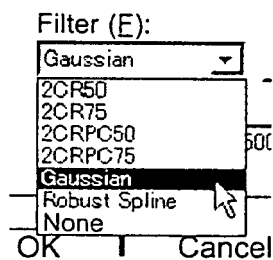 Filter (F):
Gaussian
2CR50
2CR75
2CRPC50
2CRPC75
Gaussian
Robust Spline
None
OK Cancel